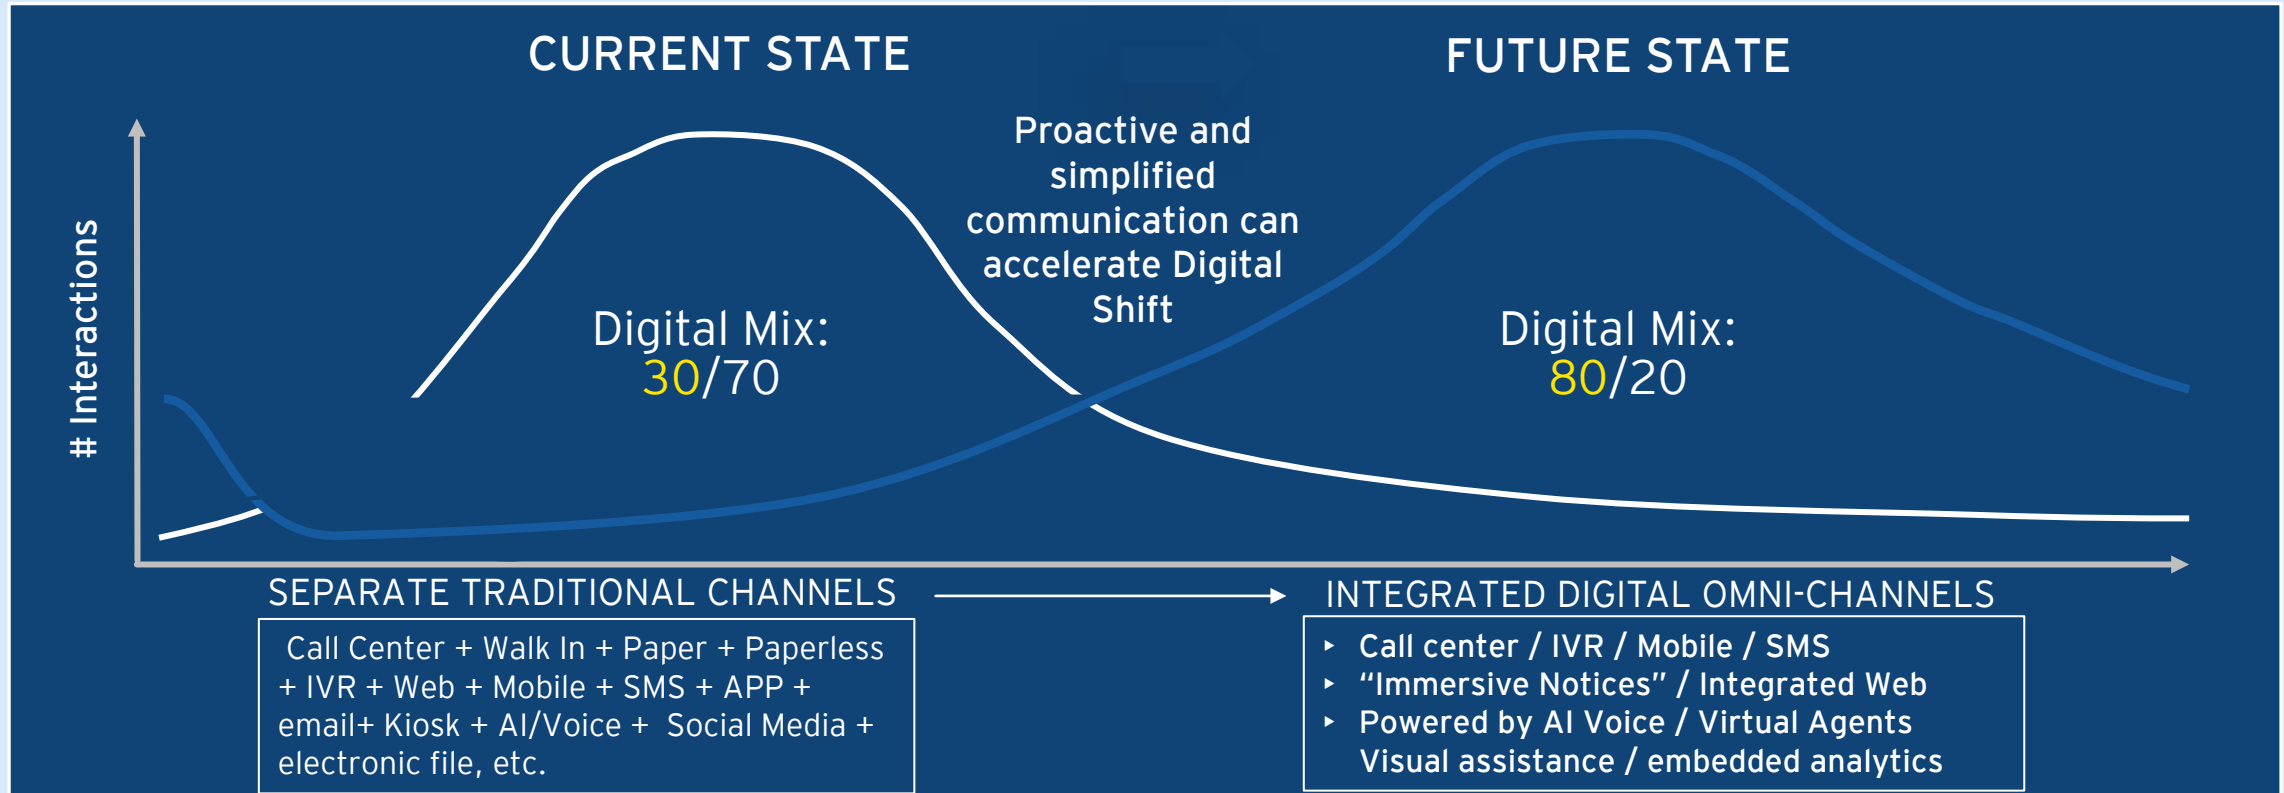 CURRENT STATE
FUTURE STATE
# Interactions
Proactive and
simplified
communication can
accelerate Digital
Shift
Digital Mix:
30/70
Digital Mix:
80/20
SEPARATE TRADITIONAL CHANNELS
INTEGRATED DIGITAL OMNI-CHANNELS
Call Center + Walk In + Paper + Paperless
+ IVR + Web + Mobile + SMS + APP +
email+ Kiosk + AI/Voice + Social Media +
electronic file, etc.
‣ Call center / IVR / Mobile / SMS
‣ “Immersive Notices” / Integrated Web
‣ Powered by AI Voice / Virtual Agents
Visual assistance / embedded analytics